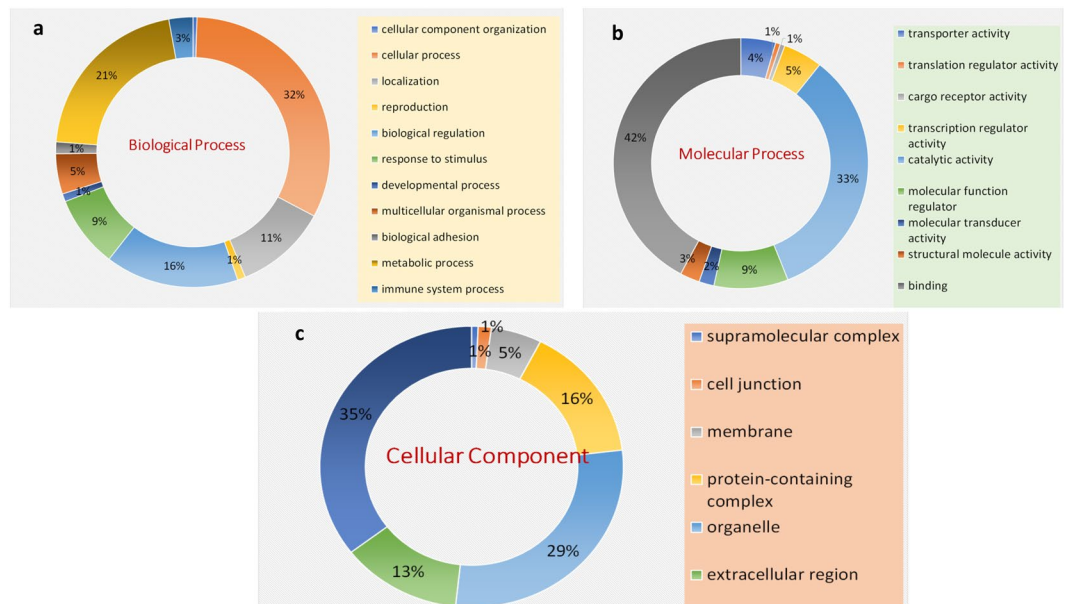 a
3%
32%
21%
Biological Process
1%
5%
1%
9%
11%
1%
16%
cellular component organization
cellular process
localization
reproduction
biological regulation
response to stimulus
developmental process
multicellular organismal process
biological adhesion
metabolic process
immune system process
b
1%
1%
4%
5%
42%
Molecular Process
33%
3%
2%
9%
transporter activity
translation regulator activity
cargo receptor activity
transcription regulator
activity
catalytic activity
molecular function
regulator
molecular transducer
activity
structural molecule activity
binding
c
1%
1%
5%
16%
35%
Cellular Component
29%
13%
supramolecular complex
cell junction
membrane
protein-containing
complex
organelle
extracellular region